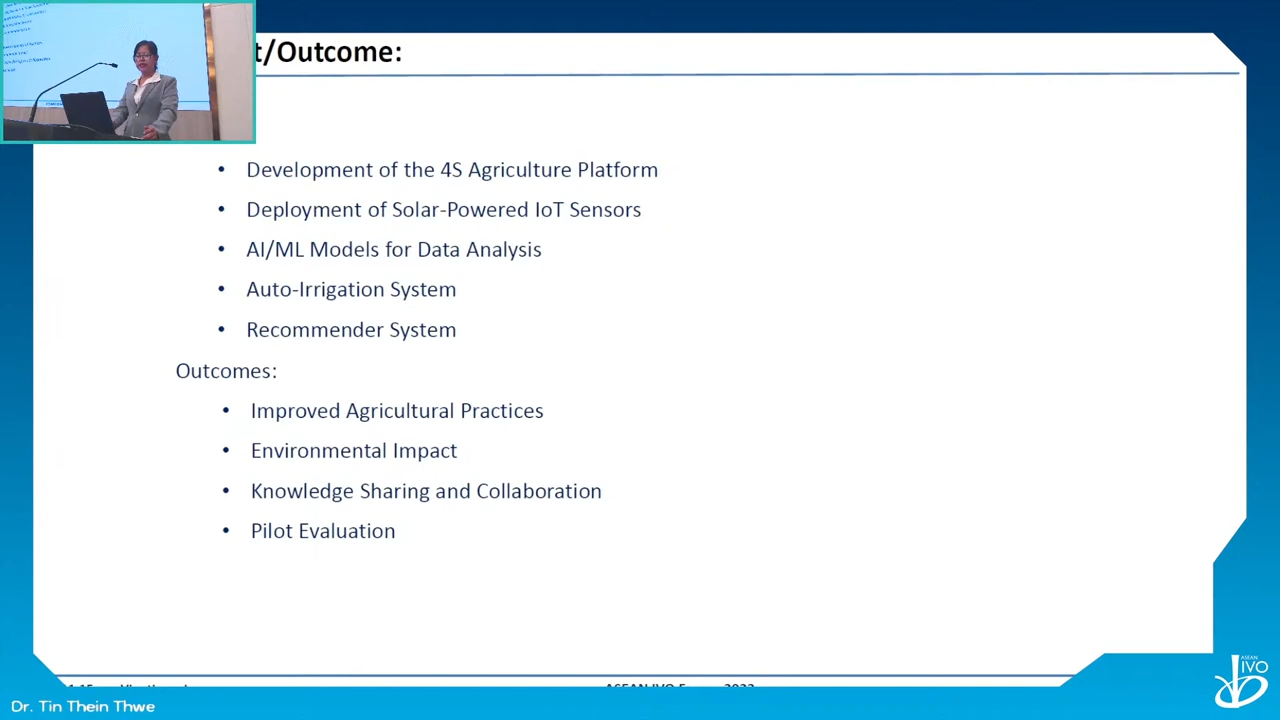 t/Outcome:
• Development of the 4S Agriculture Platform
• Deployment of Solar-Powered IoT Sensors
• AI/ML Models for Data Analysis
• Auto-Irrigation System
• Recommender System
Outcomes:
• Improved Agricultural Practices
• Environmental Impact
• Knowledge Sharing and Collaboration
• Pilot Evaluation
ASEAN
IVO
Dr. Tin Thein Thwe